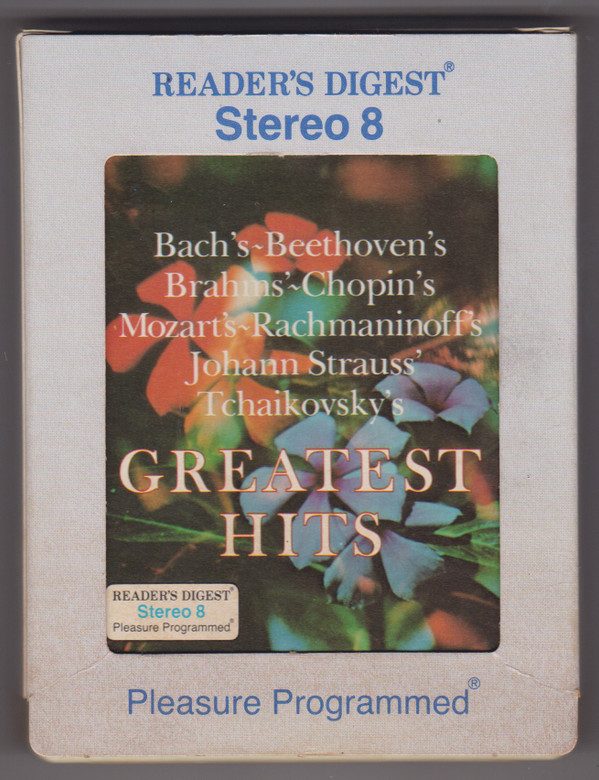 READER'S DIGEST®
Stereo 8
Bach's~Beethoven's
Brahms'~Chopin's
Mozart's~Rachmaninoff's
Johann Strauss'
Tchaikovsky's
GREATEST
HITS
READER'S DIGEST®
Stereo 8
Pleasure Programmed®
Pleasure Programmed®